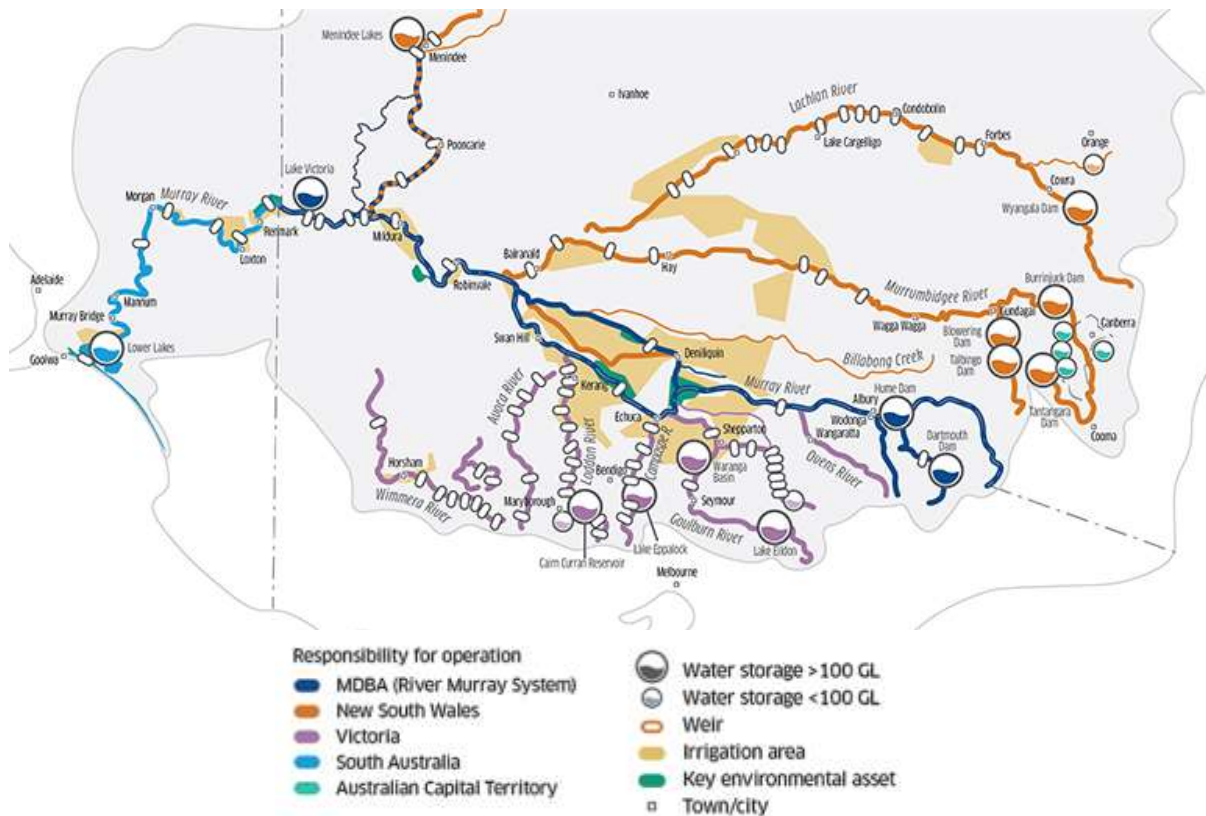 Menindee Lakes
Menindee
Ivanhoe
Lachlan River
Condobolin
Lake Cargelligo
Forbes
Orange
Pooncarie
Cowra
Lake Victoria
Wyangala Dam
Morgan
Murray River
Renmark
Mildura
Loxton
Balranald
Hay
Robinvale
Burrinjuck Dam
Adelaide
Mannum
Murrumbidgee River
Gundagai
Canberra
Murray Bridge
Wagga Wagga
Blowering
Dam
Lower Lakes
Goolwa
Swan Hill
Deniliquin
Billabong Creek
Talbingo
Dam
Hume Dam
Kerang
Murray River
Albury
Tantangara
Dam
Avoca River
Echuca
Wodonga
Cooma
Shepparton
Wangaratta
Dartmouth
Dam
Horsham
Loddon River
Bendigo
Campaspe R.
Waranga
Basin
Ovens River
Wimmera River
Maryborough
Seymour
Goulburn River
Lake Eppalock
Lake Eildon
Cairn Curran Reservoir
Melbourne
Responsibility for operation
MDBA (River Murray System)
New South Wales
Victoria
South Australia
Australian Capital Territory
Water storage >100 GL
Water storage <100 GL
Weir
Irrigation area
Key environmental asset
Town/city